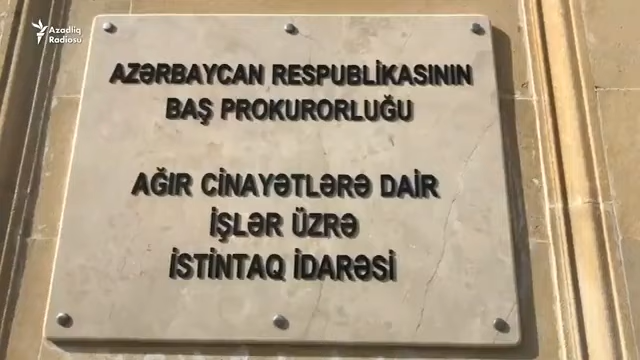 Azadlıq
Radiosu
AZƏRBAYCAN RESPUBLİKASININ
BAŞ PROKURORLUĞU
AĞIR CİNAYƏTLƏRƏ DAİR
İŞLƏR ÜZRƏ
İSTİNTAQ İDARƏSİ